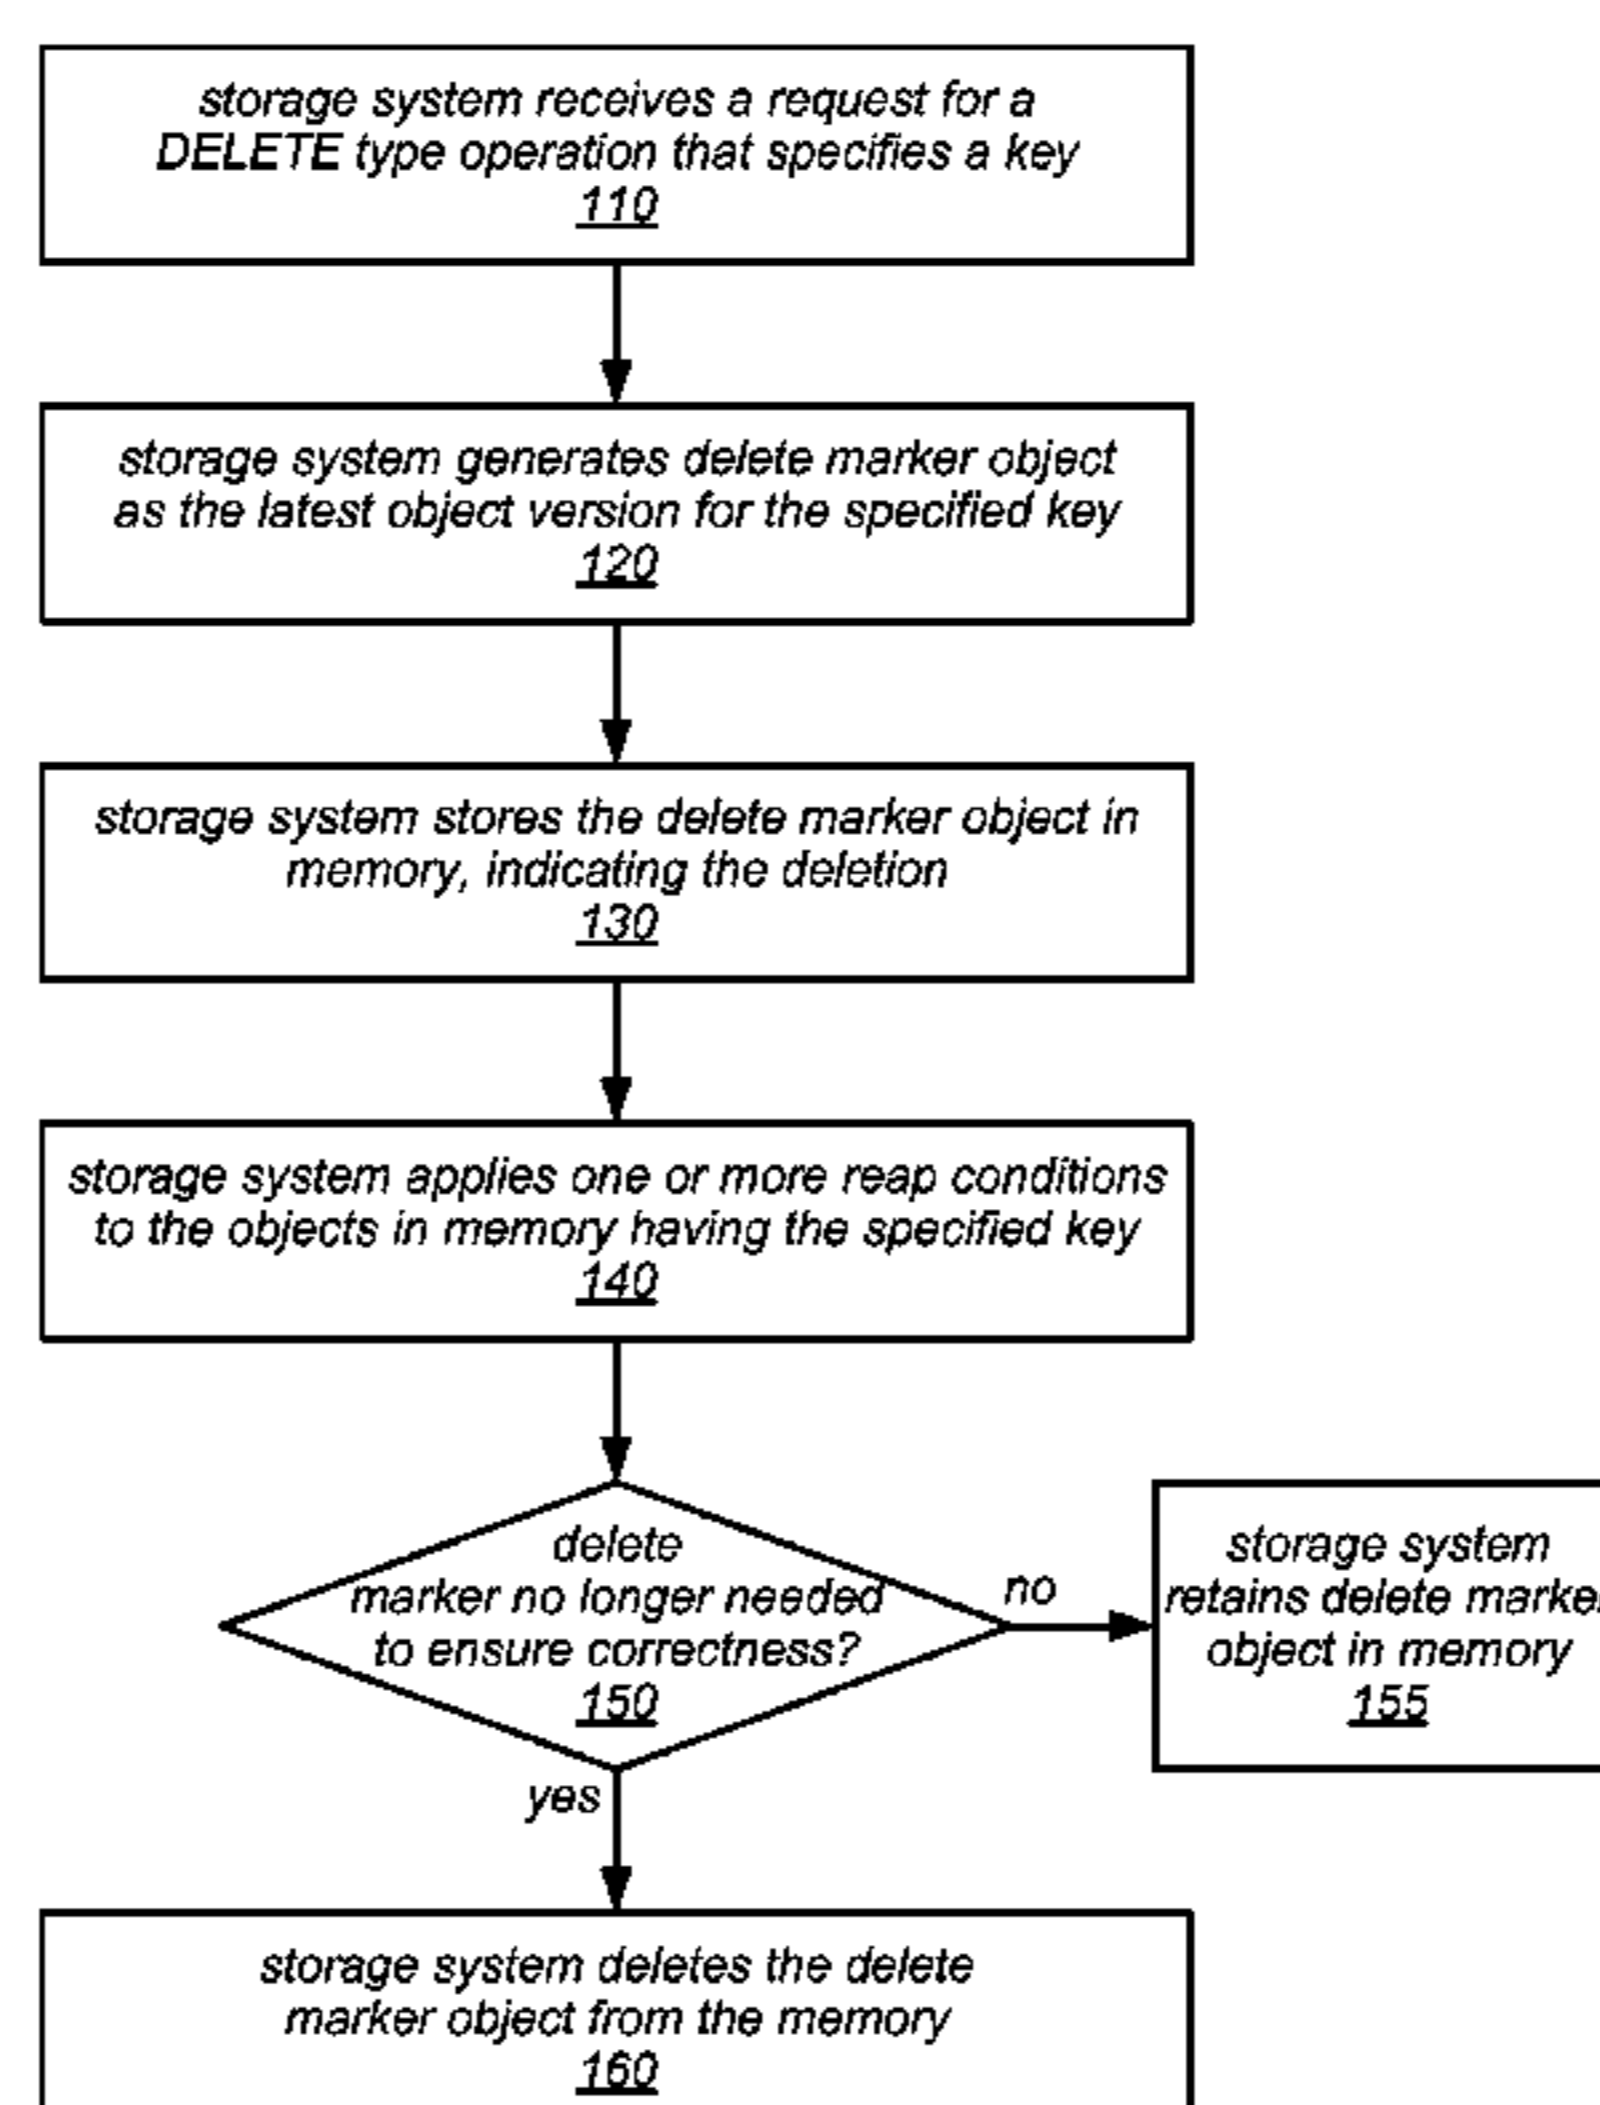 storage system receives a request for a
DELETE type operation that specifies a key
110
storage system generates delete marker object
as the latest object version for the specified key
120
storage system stores the delete marker object in
memory, indicating the deletion
130
storage system applies one or more reap conditions
to the objects in memory having the specified key
140
delete
marker no longer needed
to ensure correctness?
150
no
storage system
retains delete marker
object in memory
155
yes
storage system deletes the delete
marker object from the memory
160